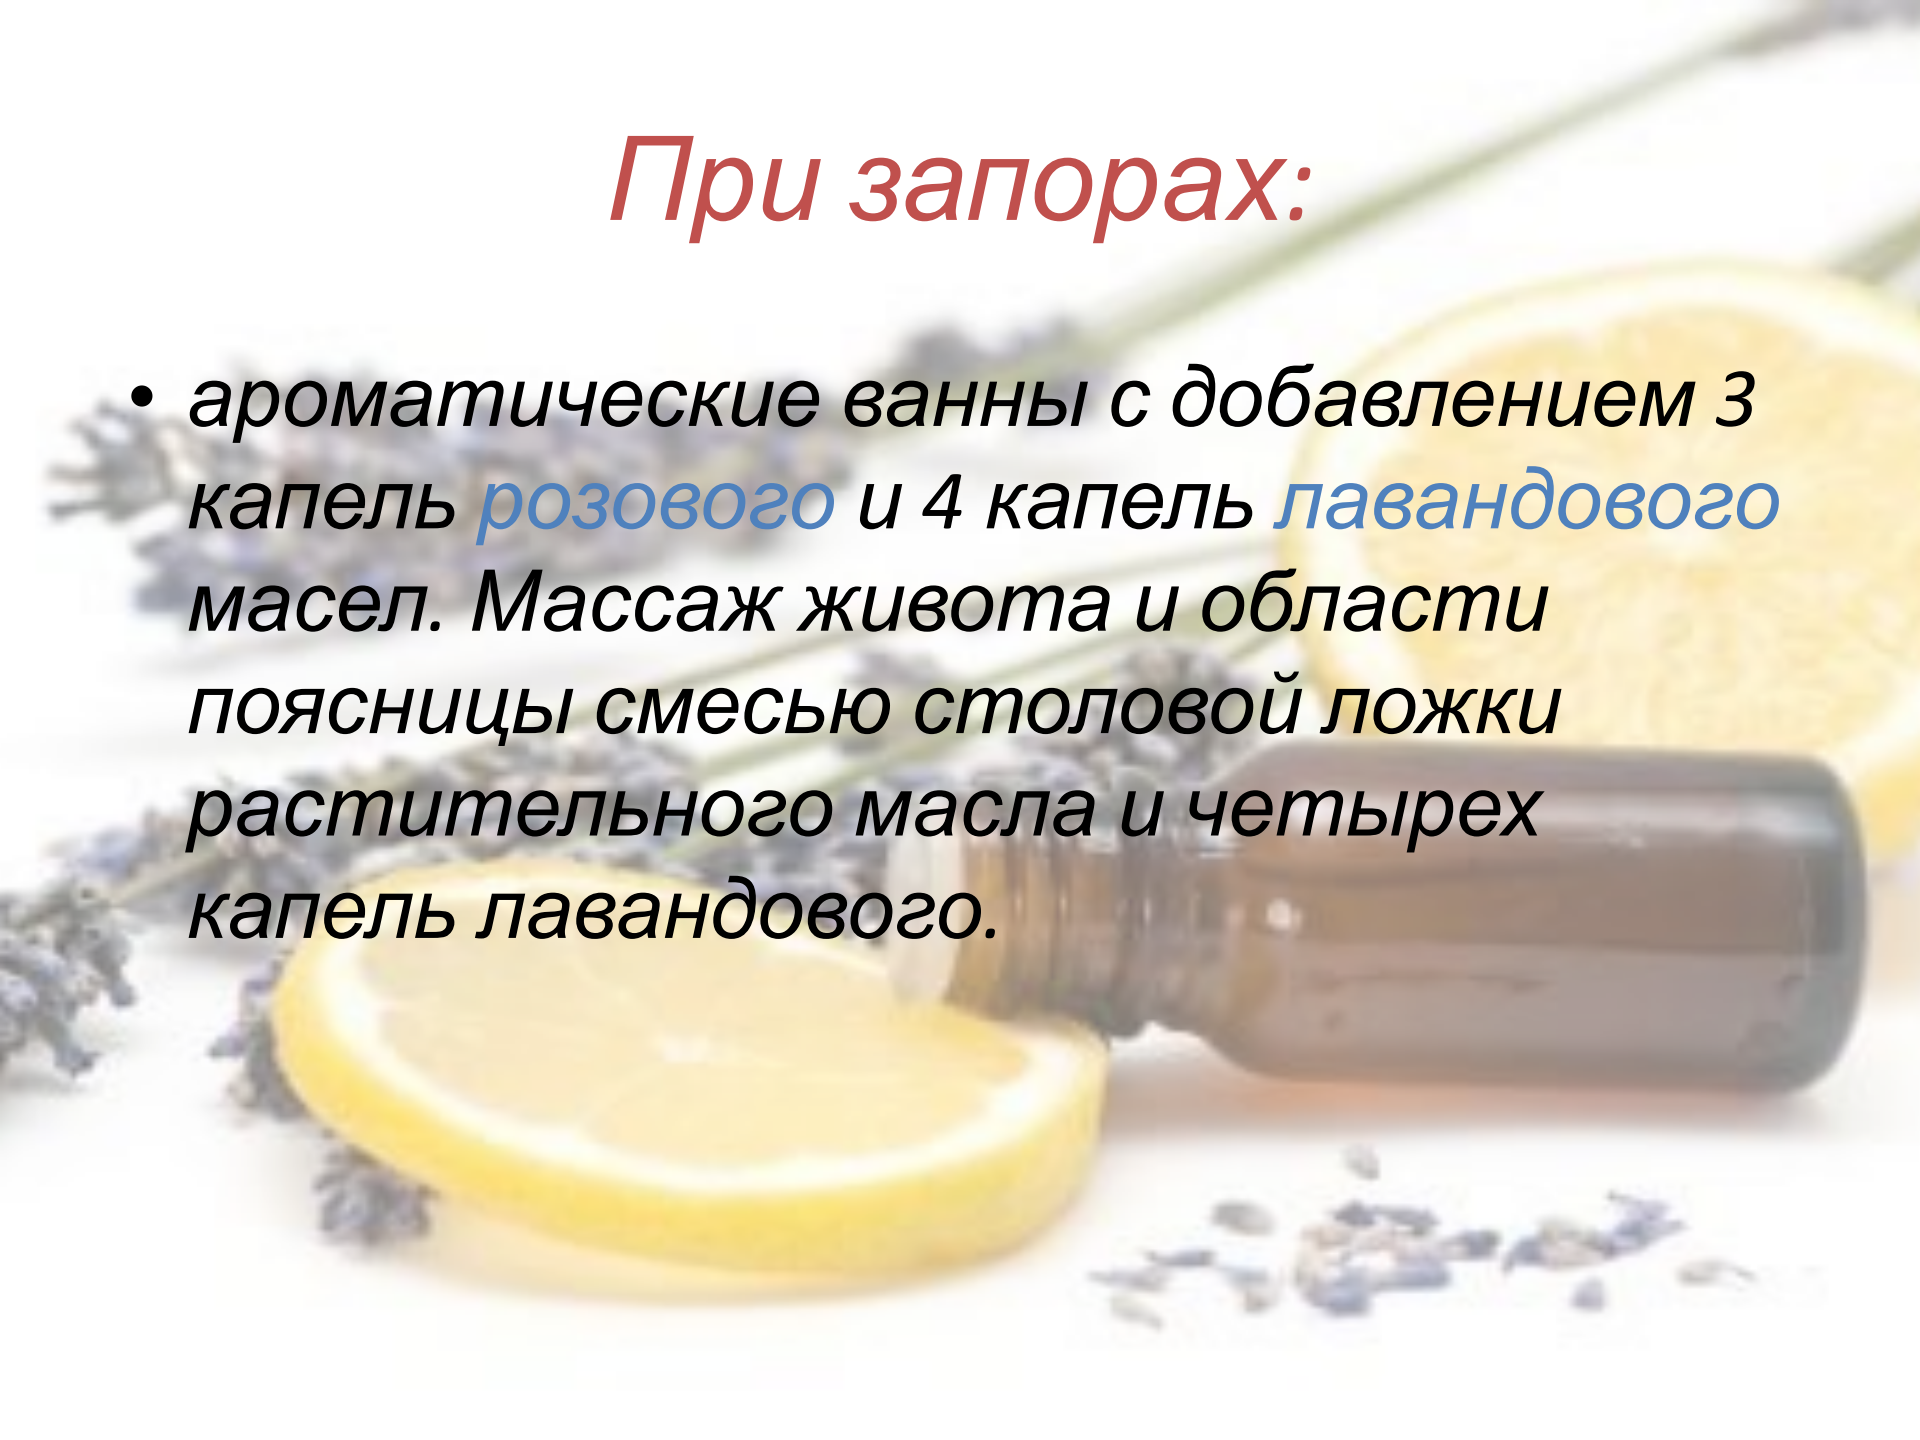 При запорах:
• ароматические ванны с добавлением 3
капель розового и 4 капель лавандового
масел. Массаж живота и области
поясницы смесью столовой ложки
растительного масла и четырех
капель лавандового.